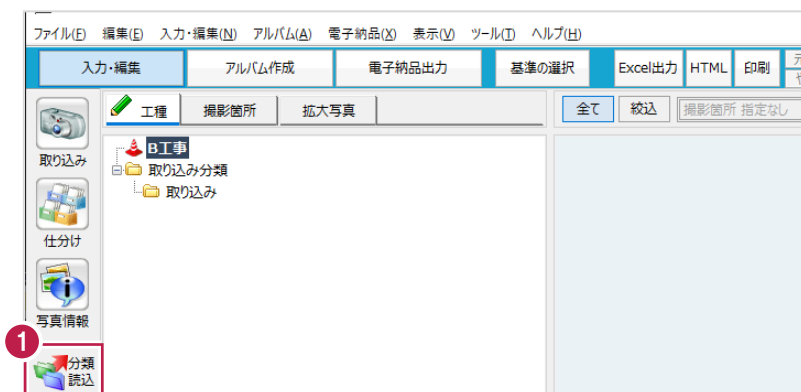 ファイル(F) 編集(E) 入力・編集(N) アルバム(A) 電子納品(X) 表示(V) ツール(T) ヘルプ(H)
入力・編集 アルバム作成 電子納品出力 基準の選択 Excel出力 HTML 印刷
工種 撮影箇所 拡大写真 全て 絞込 撮影箇所 指定なし
取り込み
仕分け
写真情報
1
分類
読込
B工事
取り込み分類
取り込み